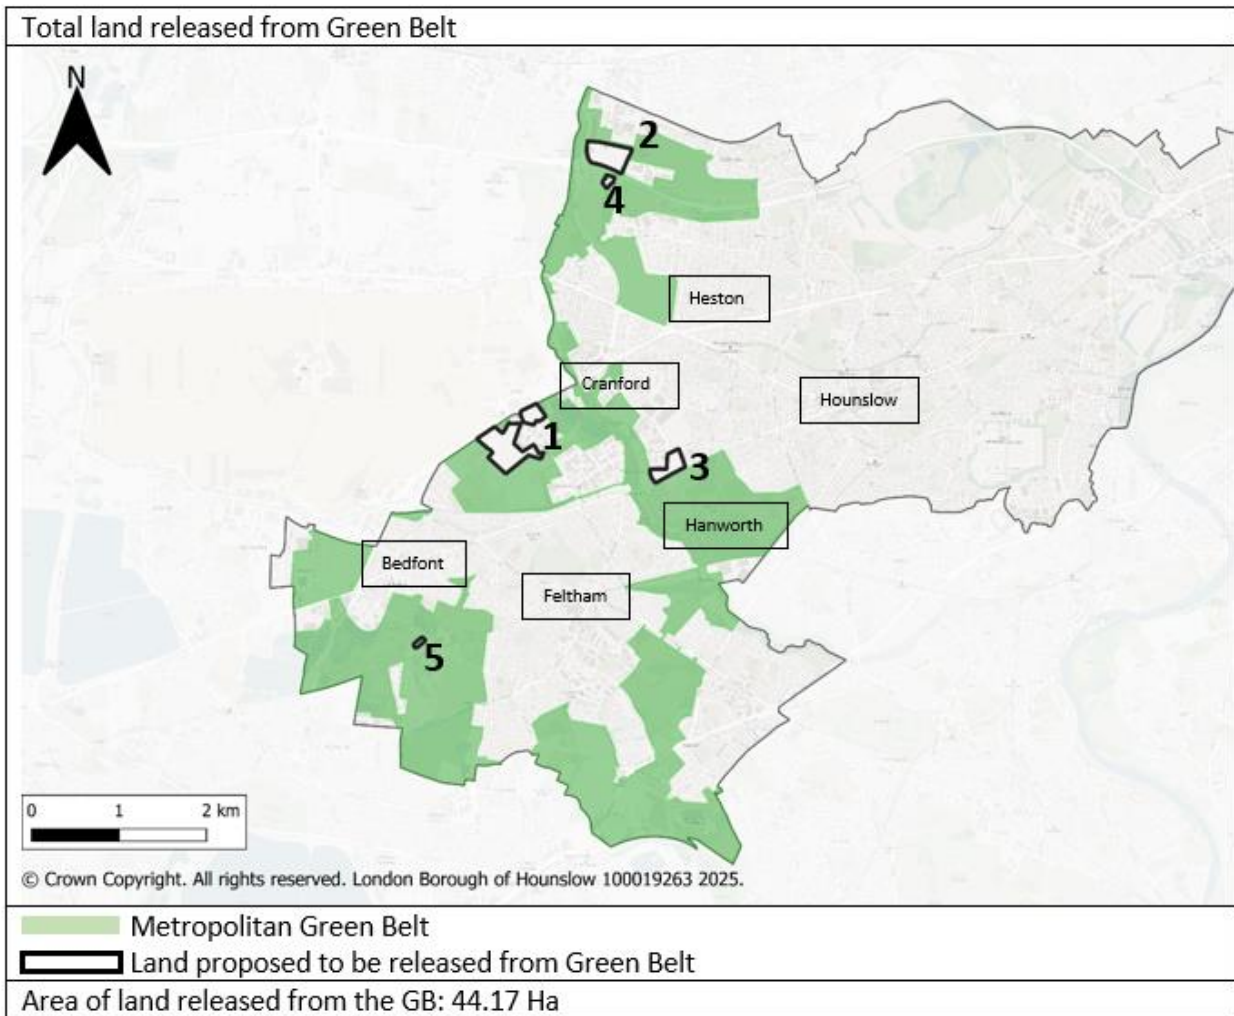 Total land released from Green Belt
N
2
4
Heston
Cranford
Hounslow
1
3
Hanworth
Bedfont
Feltham
5
0 1 2 km
© Crown Copyright. All rights reserved. London Borough of Hounslow 100019263 2025.
Metropolitan Green Belt
Land proposed to be released from Green Belt
Area of land released from the GB: 44.17 Ha